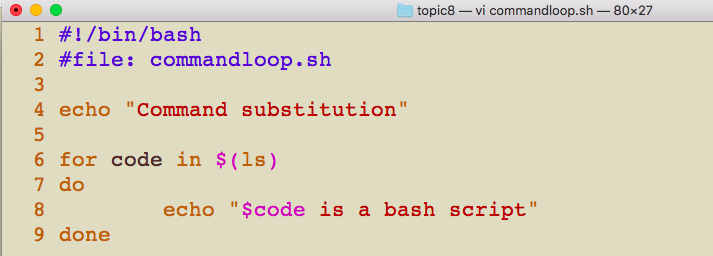 topic8 — vi commandloop.sh — 80×27
1 #!/bin/bash
2 #file: commandloop.sh
3
4 echo "Command substitution"
5
6 for code in $(ls)
7 do
8         echo "$code is a bash script"
9 done